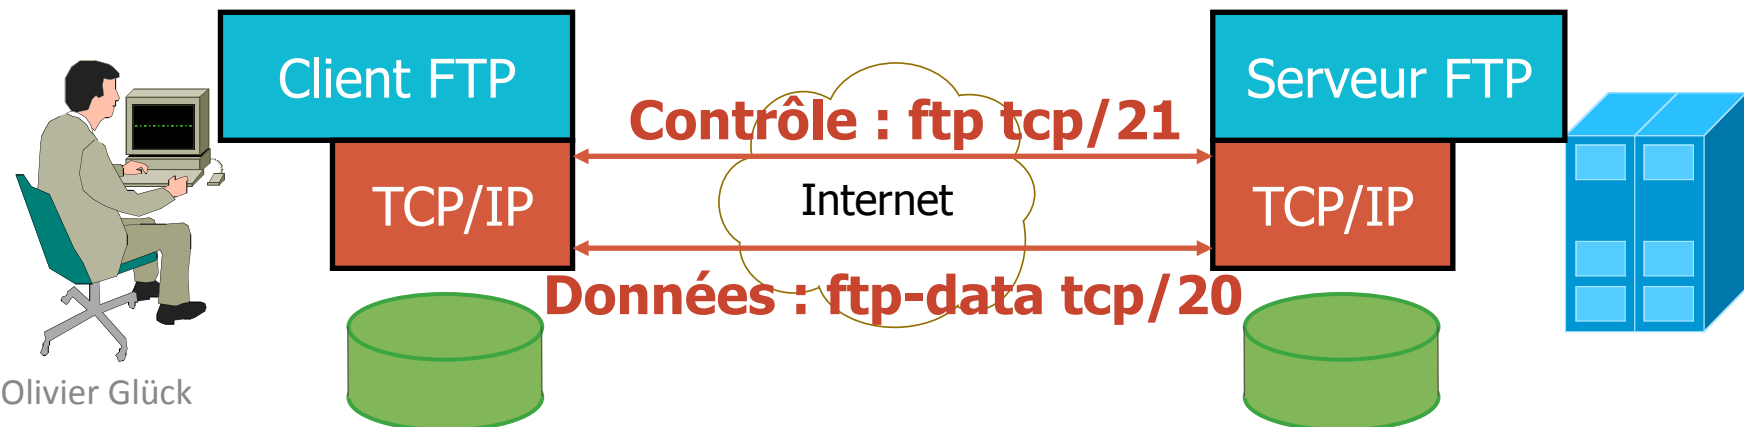 Client FTP
Serveur FTP
Contrôle : ftp tcp/21
TCP/IP
Internet
TCP/IP
Données : ftp-data tcp/20
Olivier Glück